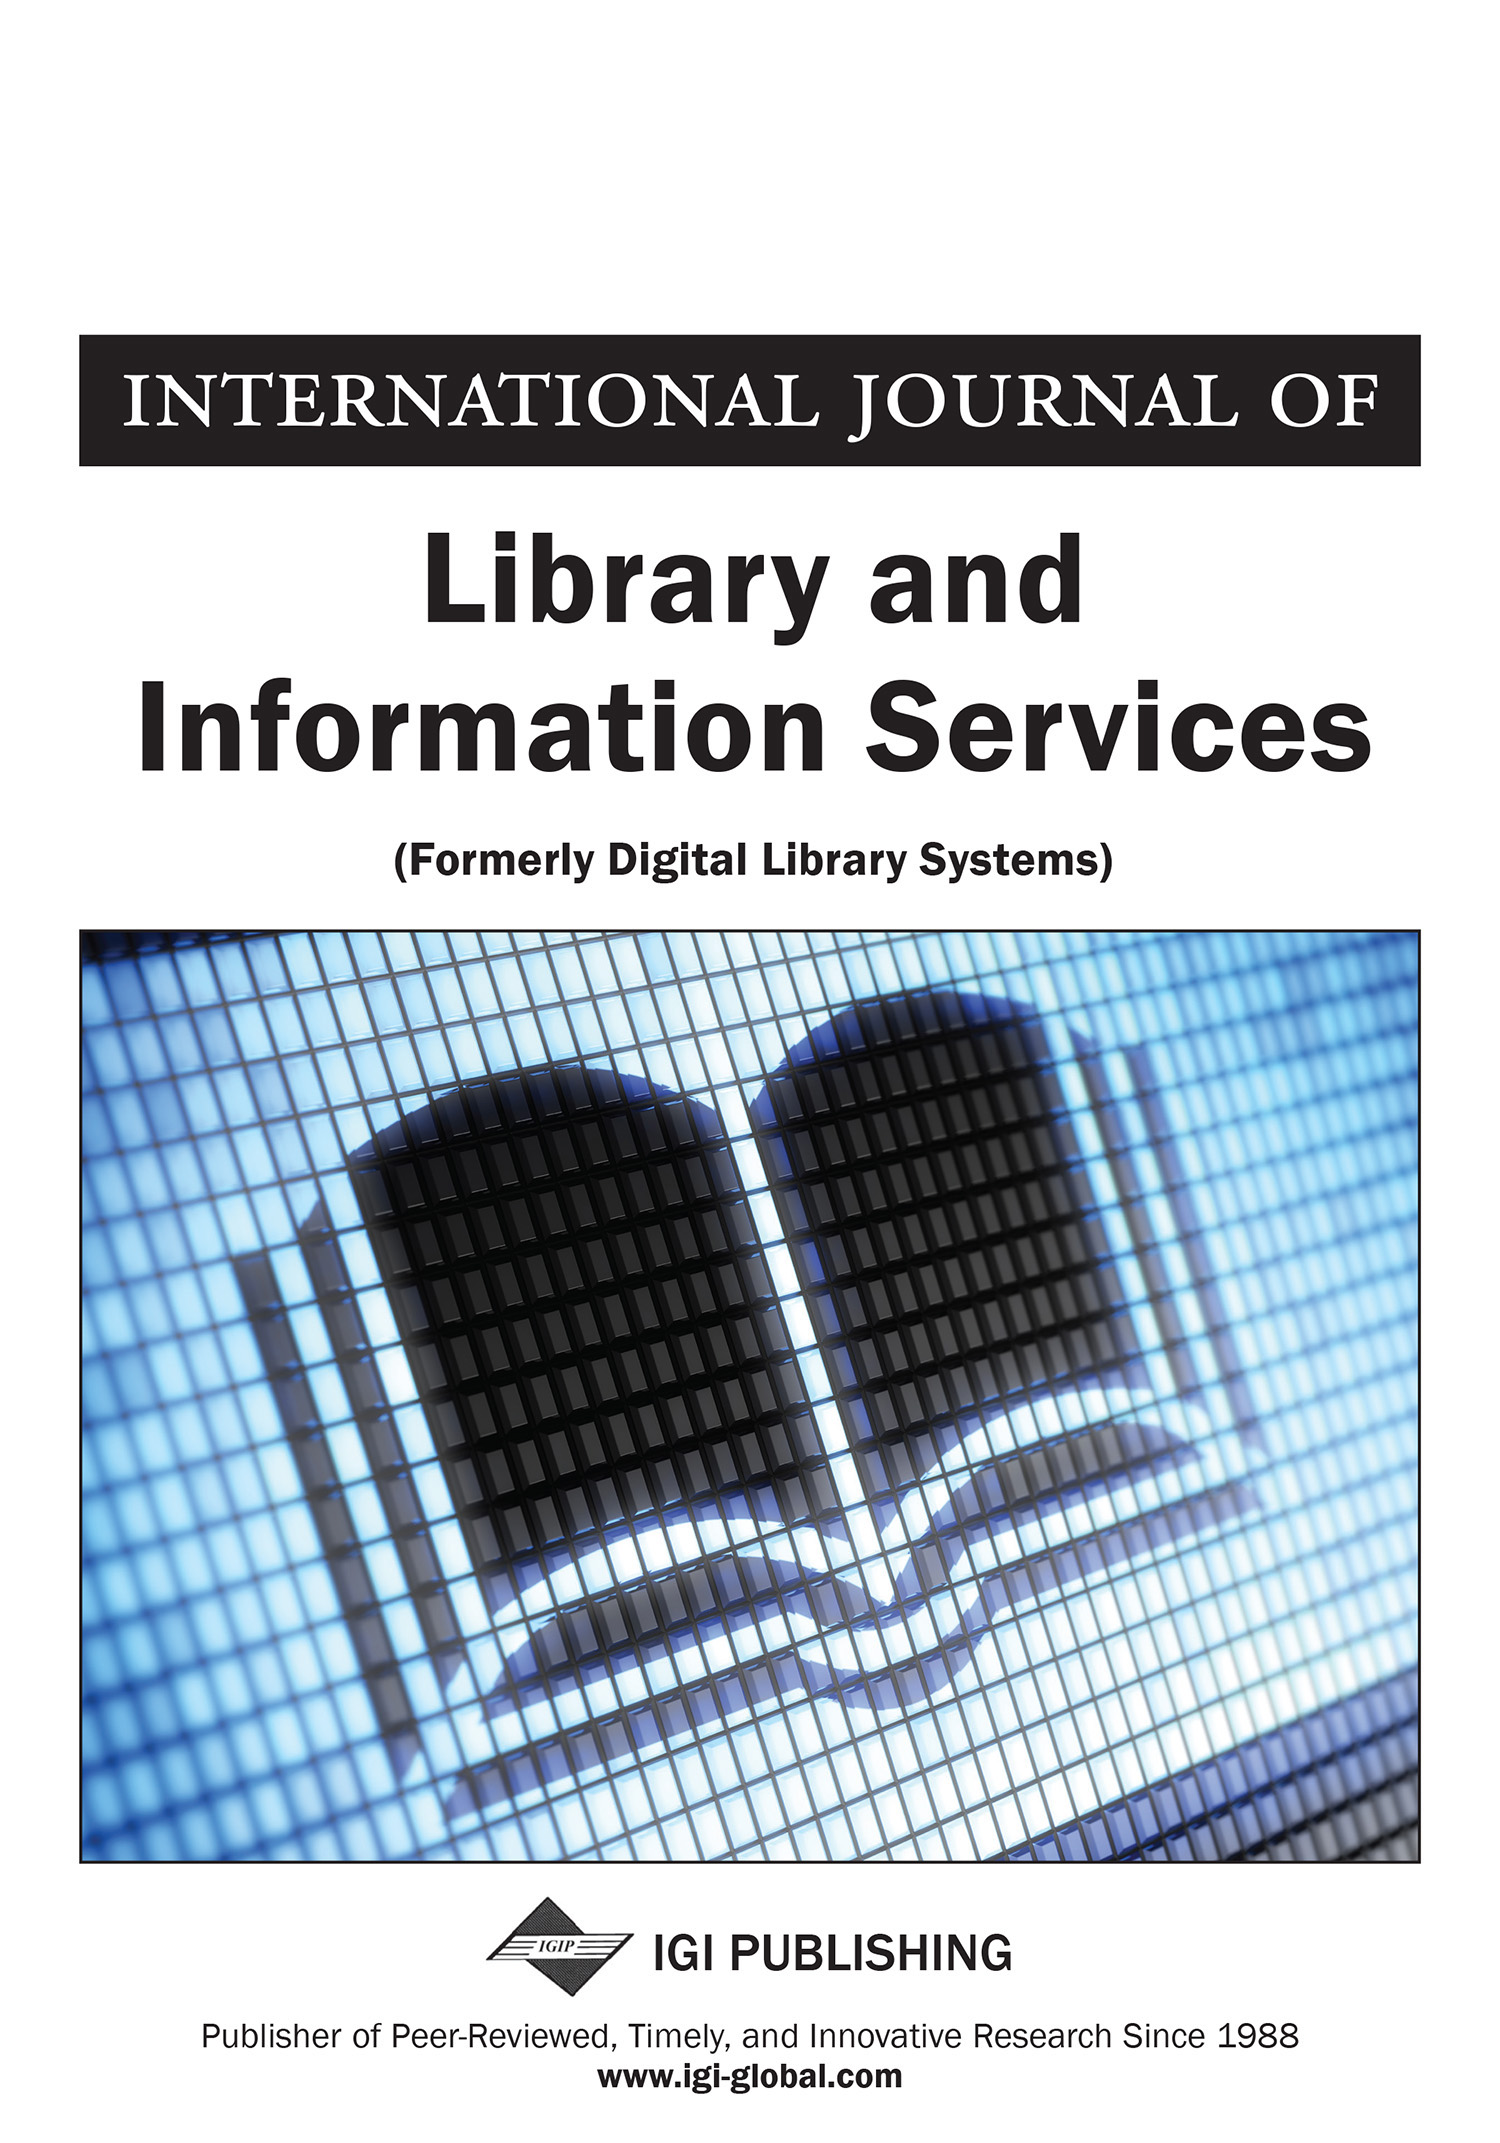 INTERNATIONAL JOURNAL OF
Library and
Information Services
(Formerly Digital Library Systems)
IGIP
IGI PUBLISHING
Publisher of Peer-Reviewed, Timely, and Innovative Research Since 1988
www.igi-global.com